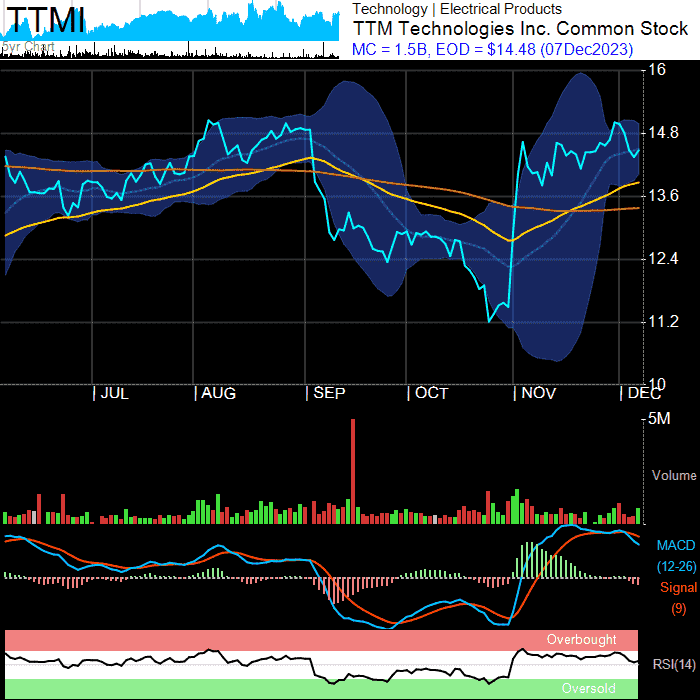 TTMI
5yr Chart
Technology | Electrical Products
TTM Technologies Inc. Common Stock
MC = 1.5B, EOD = $14.48 (07Dec2023)
16
14.8
13.6
12.4
11.2
10
| JUL
| AUG
| SEP
| OCT
| NOV
| DEC
5M
Volume
MACD
(12-26)
Signal
(9)
Overbought
RSI(14)
Oversold